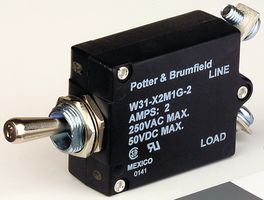 Potter & Brumfield
LINE
W31-X2M1G-2
AMPS: 2
250VAC MAX.
50VDC MAX.
LOAD
MEXICO
0141